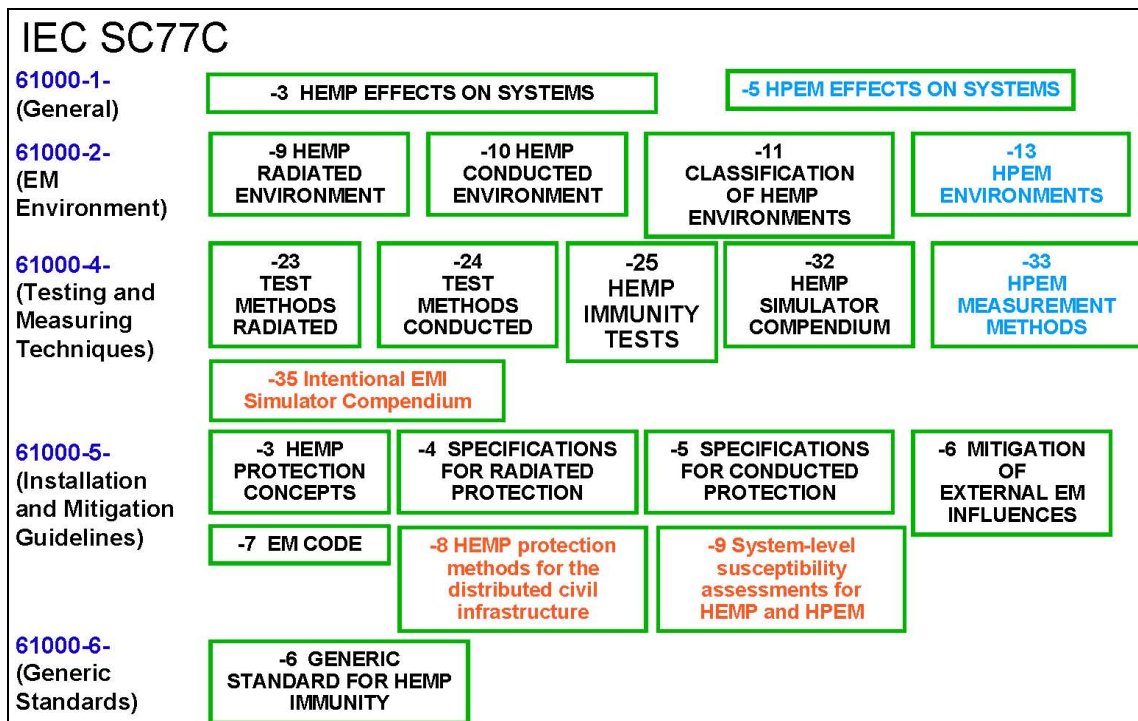 IEC SC77C
61000-1-
(General)
-3 HEMP EFFECTS ON SYSTEMS
-5 HPEM EFFECTS ON SYSTEMS
61000-2-
(EM
Environment)
-9 HEMP
RADIATED
ENVIRONMENT
-10 HEMP
CONDUCTED
ENVIRONMENT
-11
CLASSIFICATION
OF HEMP
ENVIRONMENTS
-13
HPEM
ENVIRONMENTS
61000-4-
(Testing and
Measuring
Techniques)
-23
TEST
METHODS
RADIATED
-24
TEST
METHODS
CONDUCTED
-25
HEMP
IMMUNITY
TESTS
-32
HEMP
SIMULATOR
COMPENDIUM
-33
HPEM
MEASUREMENT
METHODS
-35 Intentional EMI
Simulator Compendium
61000-5-
(Installation
and Mitigation
Guidelines)
-3 HEMP
PROTECTION
CONCEPTS
-4 SPECIFICATIONS
FOR RADIATED
PROTECTION
-5 SPECIFICATIONS
FOR CONDUCTED
PROTECTION
-6 MITIGATION
OF
EXTERNAL EM
INFLUENCES
-7 EM CODE
-8 HEMP protection
methods for the
distributed civil
infrastructure
-9 System-level
susceptibility
assessments for
HEMP and HPEM
61000-6-
(Generic
Standards)
-6 GENERIC
STANDARD FOR HEMP
IMMUNITY